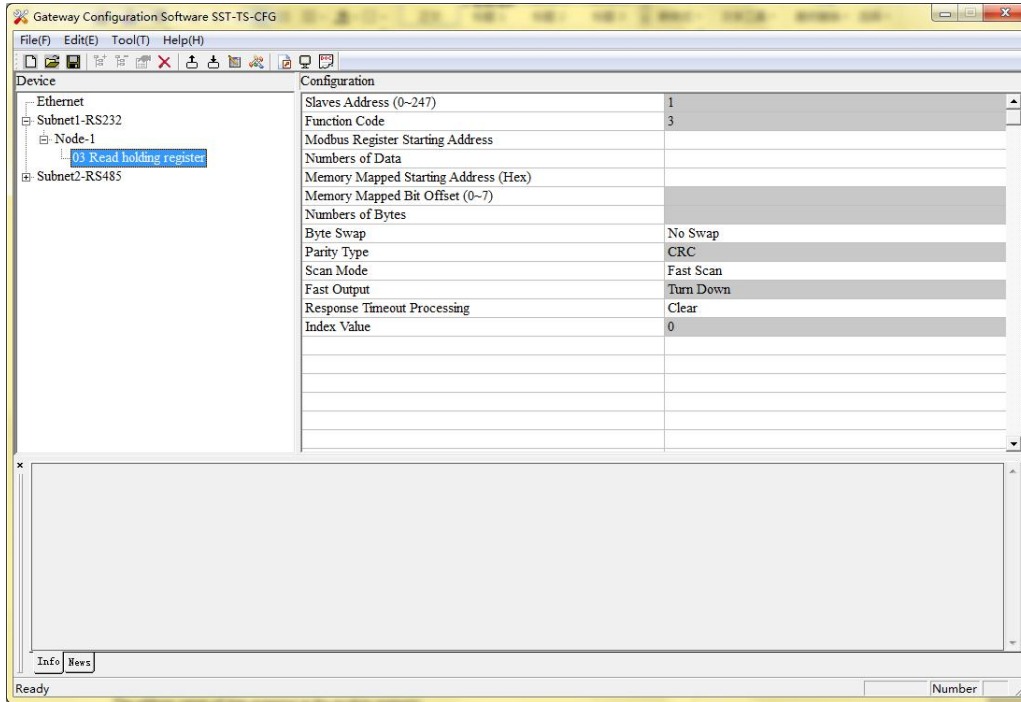 Gateway Configuration Software SST-TS-CFG
File(F) Edit(E) Tool(T) Help(H)
Device
Configuration
Ethernet
Subnet1-RS232
Node-1
03 Read holding register
Subnet2-RS485
Slaves Address (0~247) 1
Function Code 3
Modbus Register Starting Address
Numbers of Data
Memory Mapped Starting Address (Hex)
Memory Mapped Bit Offset (0~7)
Numbers of Bytes
Byte Swap No Swap
Parity Type CRC
Scan Mode Fast Scan
Fast Output Turn Down
Response Timeout Processing Clear
Index Value 0
Info News
Ready Number